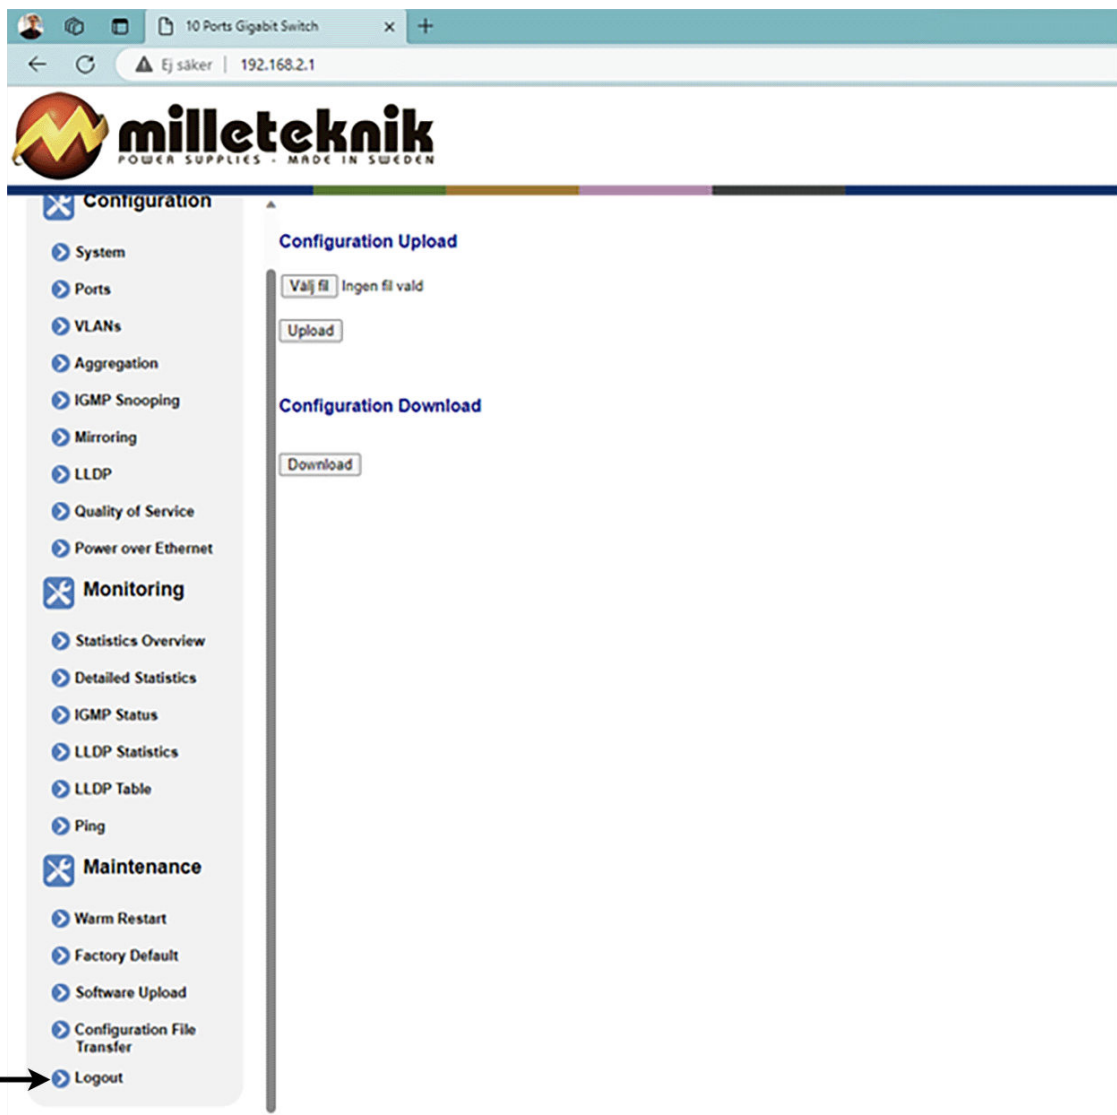 10 Ports Gigabit Switch
Ej säker | 192.168.2.1
milleteknik
POWER SUPPLIES - MADE IN SWEDEN
Configuration
System
Ports
VLANs
Aggregation
IGMP Snooping
Mirroring
LLDP
Quality of Service
Power over Ethernet
Monitoring
Statistics Overview
Detailed Statistics
IGMP Status
LLDP Statistics
LLDP Table
Ping
Maintenance
Warm Restart
Factory Default
Software Upload
Configuration File
Transfer
Logout
Configuration Upload
Välj fil Ingen fil vald
Upload
Configuration Download
Download